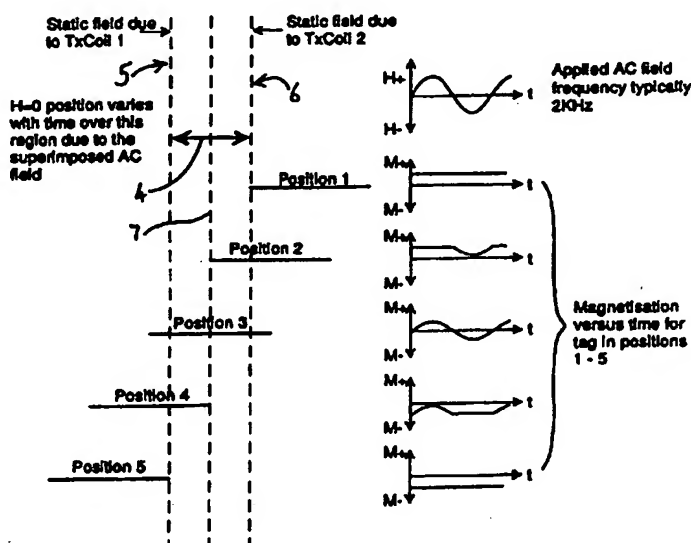 Static field due
to TxCoil 1
Static field due
to TxCoil 2
5
6
H=0 position varies
with time over this
region due to the
superimposed AC
field
4
7
H+
H-
t
Applied AC field
frequency typically
2KHz
Position 1
M+
M-
t
Position 2
M+
M-
t
Position 3
M+
M-
t
Magnetisation
versus time for
tag in positions
1 - 5
Position 4
M+
M-
t
Position 5
M+
M-
t